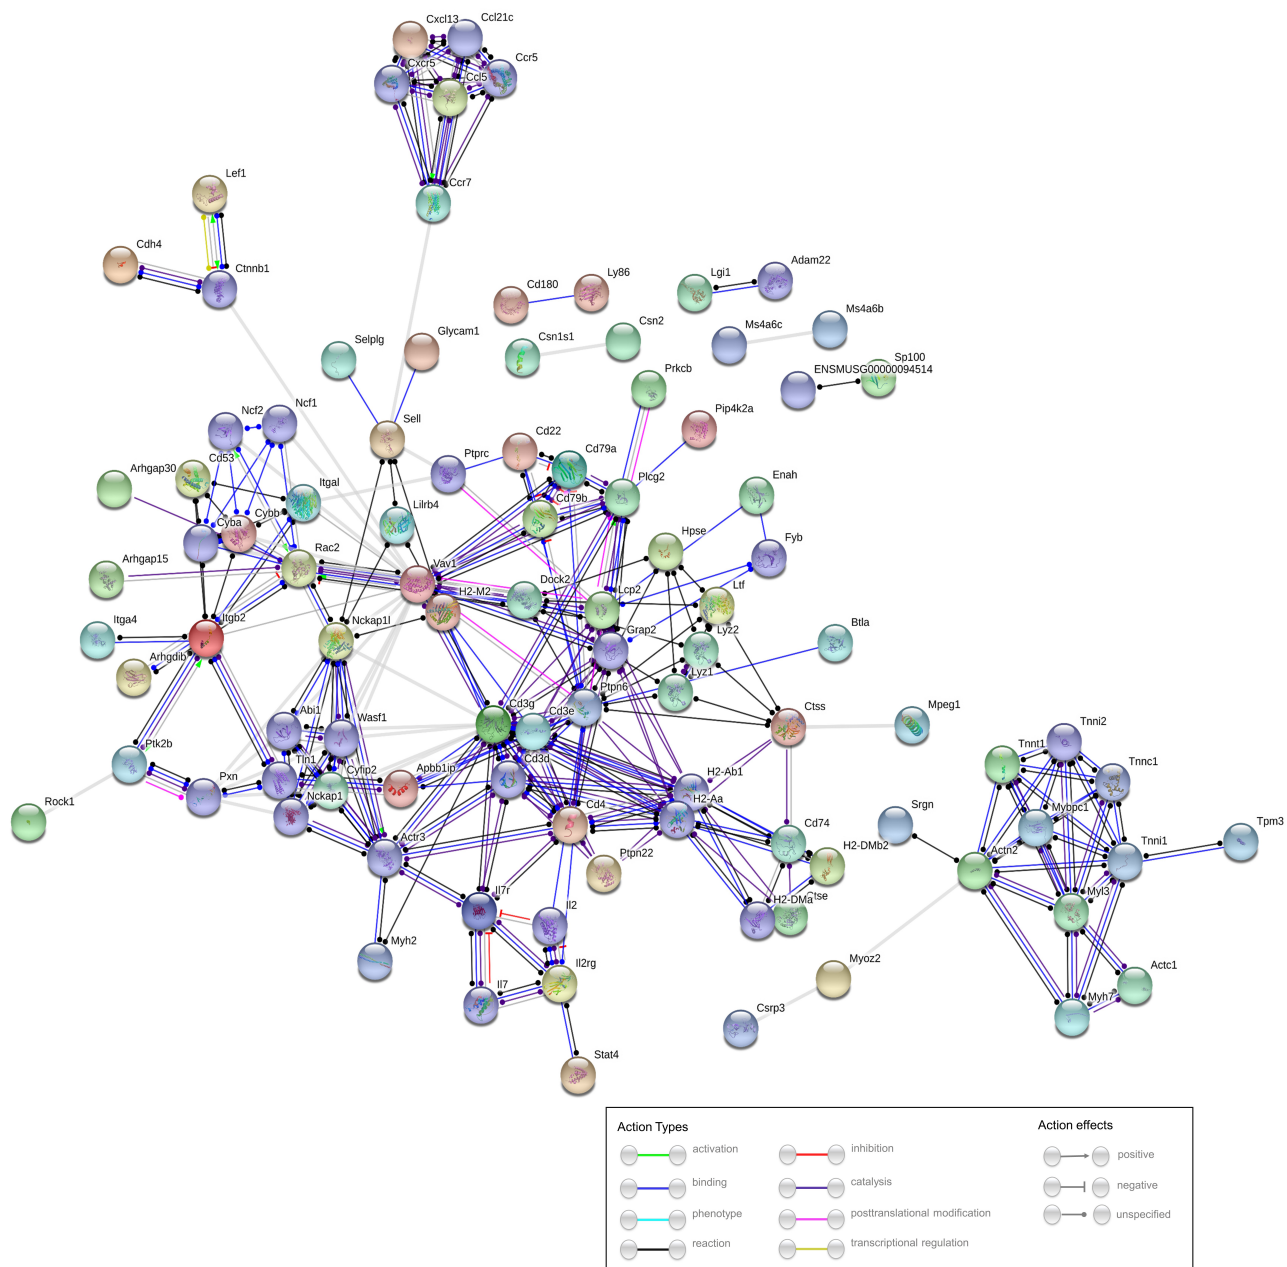 Cxcl13
Ccl21c
Cxcr5
Ccr5
Ccl5
Ccr7
Lef1
Cdh4
Ctnnb1
Cd180
Ly86
Lgi1
Adam22
Csn1s1
Csn2
Ms4a6c
Ms4a6b
Sp100
ENSMUSG00000094514
Selplg
Glycam1
Prkcb
Pip4k2a
Sell
Ncf2
Ncf1
Cd53
Arhgap30
Itgal
Ptprc
Cd22
Cd79a
Plcg2
Cd79b
Enah
Fyb
Hpse
Lilrb4
Cyba
Cybb
Rac2
Vav1
Arhgap15
Dock2
H2-M2
Lcp2
Ltf
Itga4
Itgb2
Nckap1l
Grap2
Lyz2
Btla
Arhgdib
Lyz1
Ptpn6
Abi1
Wasf1
Cd3g
Cd3e
Ctss
Mpeg1
Ptk2b
Tln1
Cyfip2
Apbb1ip
Cd3d
H2-Ab1
Pxn
Nckap1
Cd4
H2-Aa
Rock1
Actr3
Cd74
H2-DMb2
Ptpn22
Il7r
Il2
H2-DMa
Ctse
Myh2
Il2rg
Il7
Stat4
Tnni2
Tnnt1
Tnnc1
Mybpc1
Srgn
Actn2
Tnni1
Tpm3
Myl3
Myoz2
Actc1
Csrp3
Myh7
Action Types
activation
binding
phenotype
reaction
inhibition
catalysis
posttranslational modification
transcriptional regulation
Action effects
positive
negative
unspecified